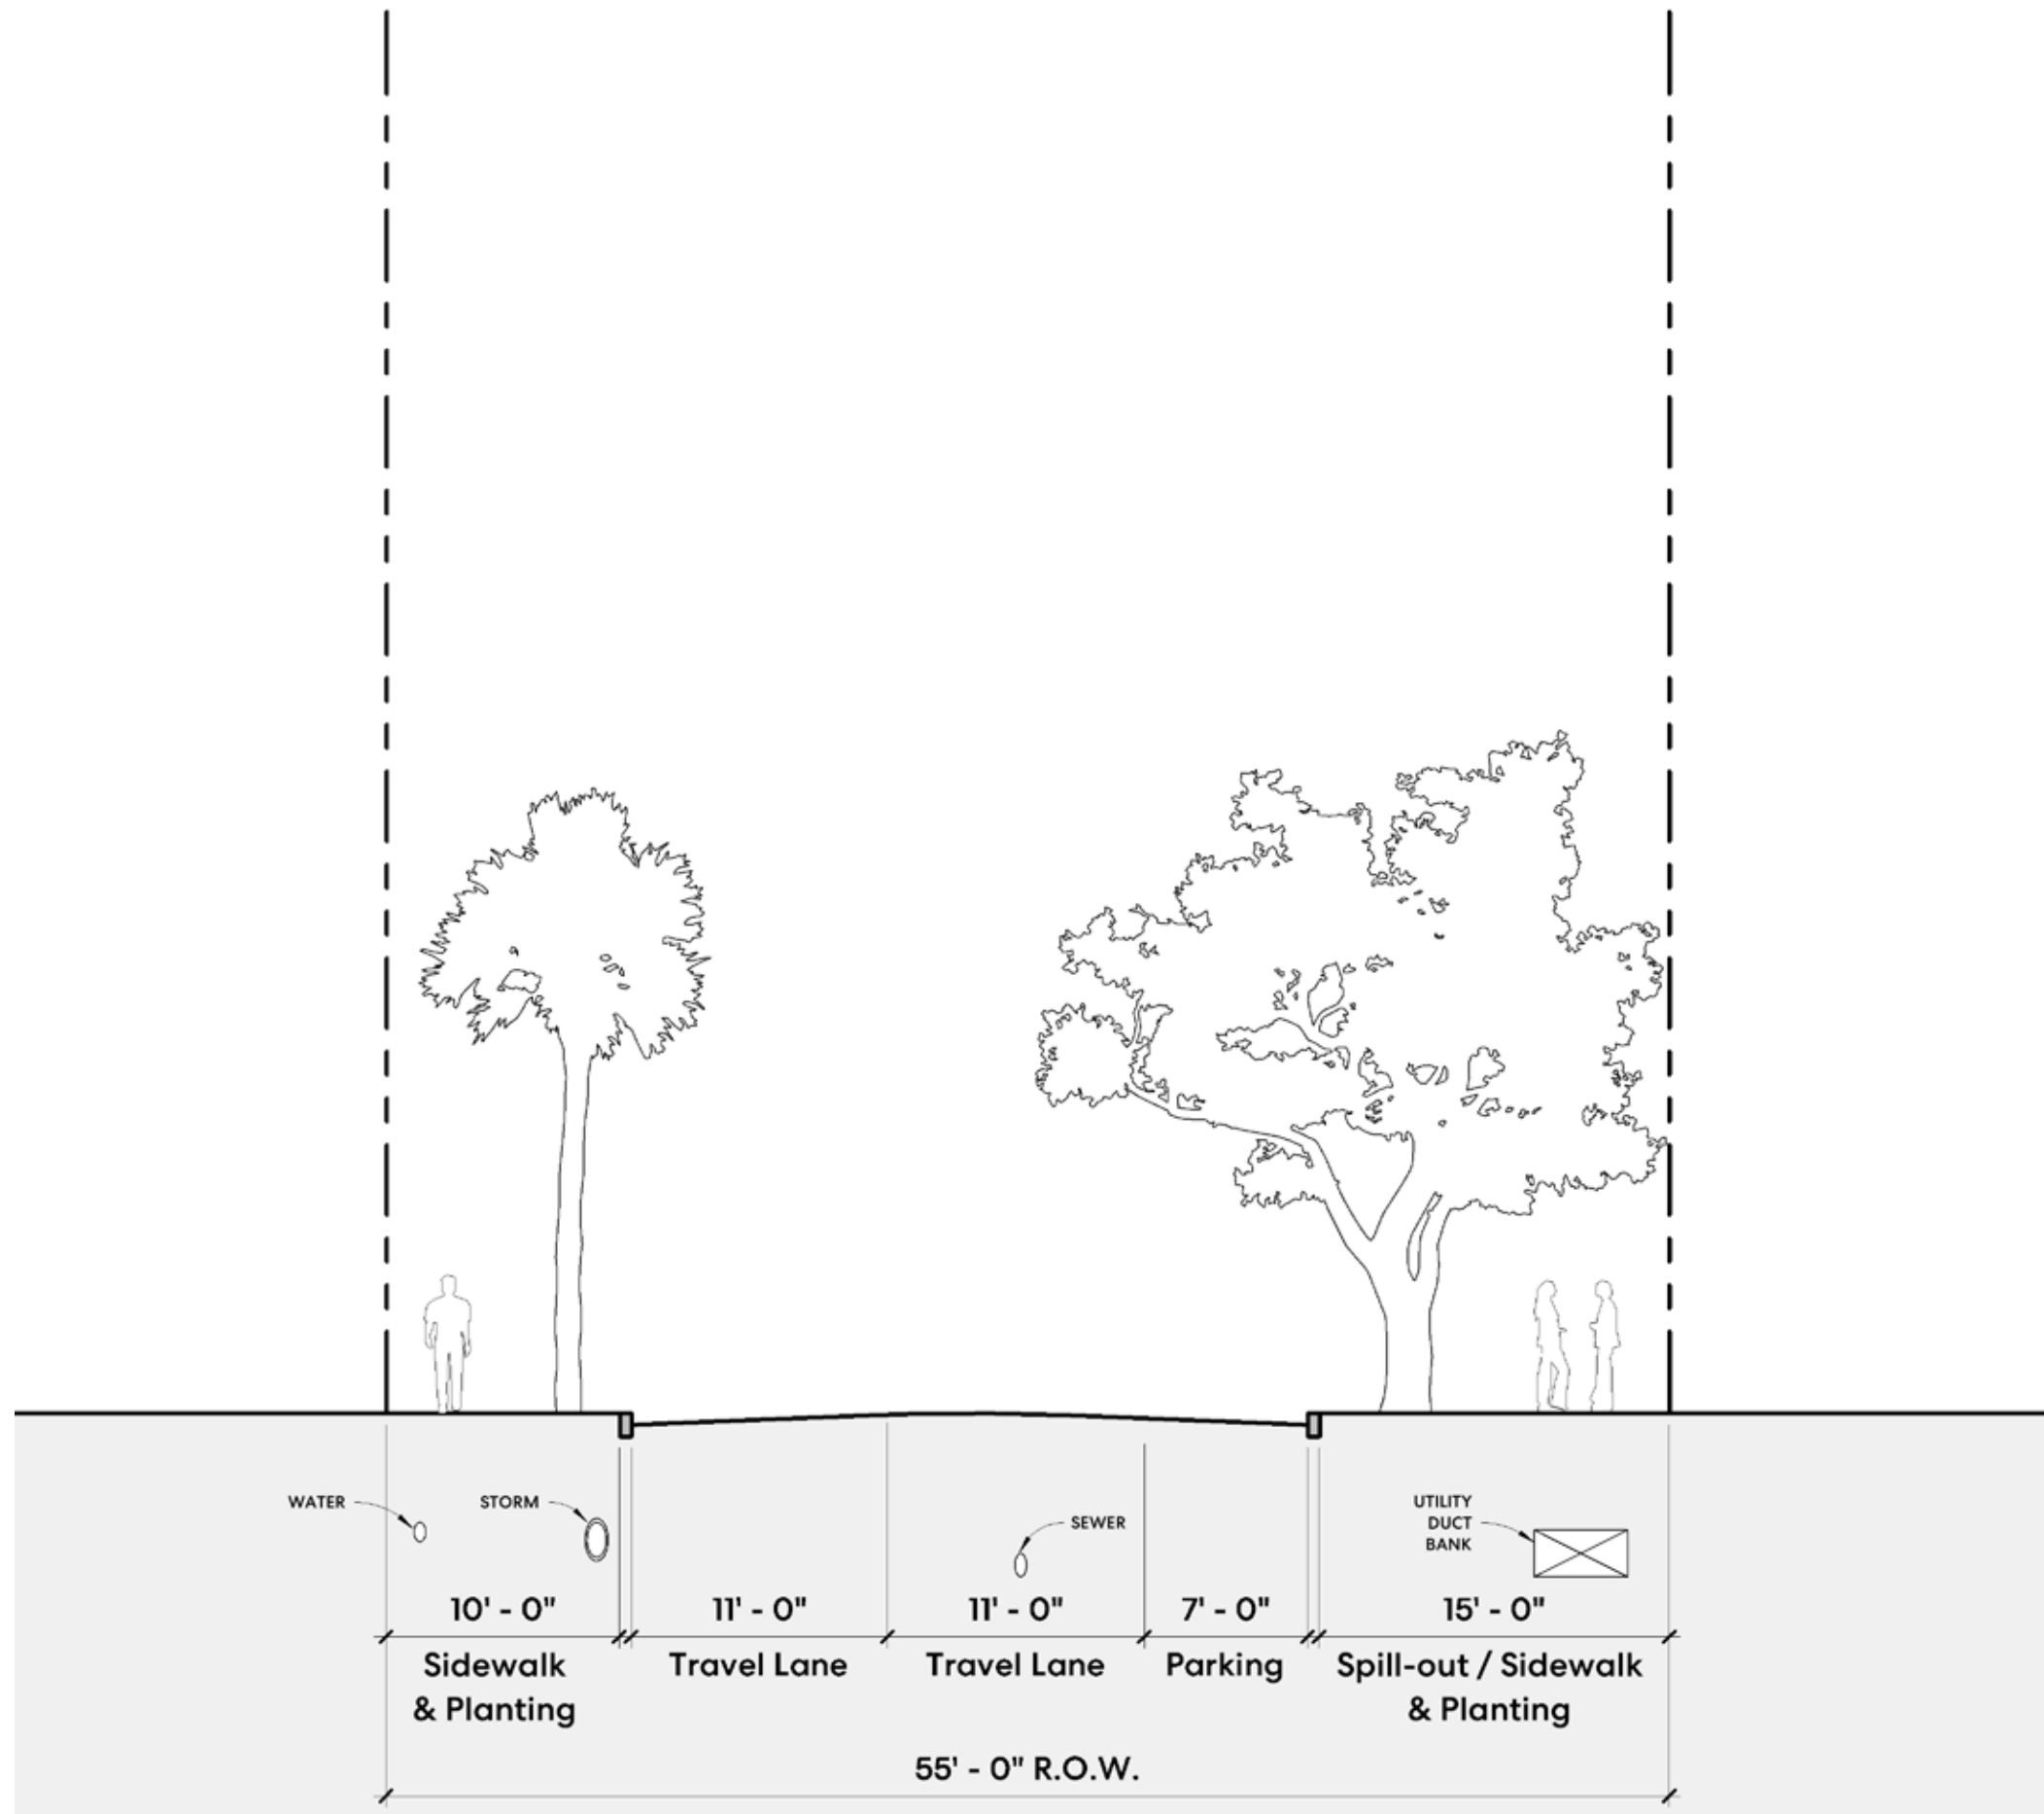 WATER
STORM
SEWER
UTILITY
DUCT
BANK
10' - 0"
11' - 0"
11' - 0"
7' - 0"
15' - 0"
Sidewalk
& Planting
Travel Lane
Travel Lane
Parking
Spill-out / Sidewalk
& Planting
55' - 0" R.O.W.